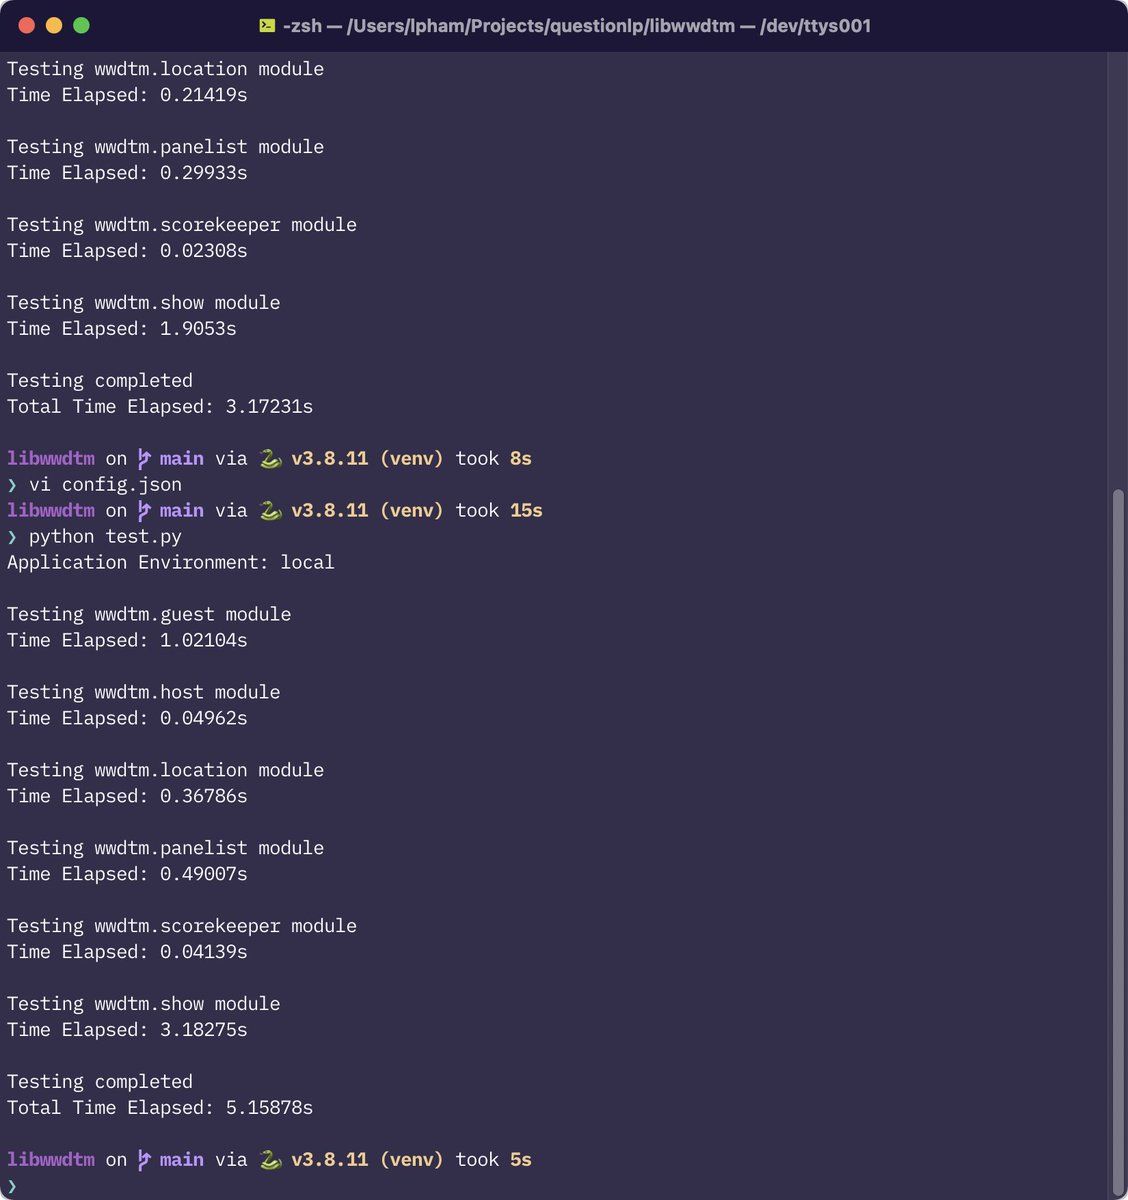 -zsh — /Users/lpham/Projects/questionlp/libwwdtm — /dev/ttys001
Testing wwdtm.location module
Time Elapsed: 0.21419s
Testing wwdtm.panelist module
Time Elapsed: 0.29933s
Testing wwdtm.scorekeeper module
Time Elapsed: 0.02308s
Testing wwdtm.show module
Time Elapsed: 1.9053s
Testing completed
Total Time Elapsed: 3.17231s
libwwdtm on main via 🐍 v3.8.11 (venv) took 8s
❯ vi config.json
libwwdtm on main via 🐍 v3.8.11 (venv) took 15s
❯ python test.py
Application Environment: local
Testing wwdtm.guest module
Time Elapsed: 1.02104s
Testing wwdtm.host module
Time Elapsed: 0.04962s
Testing wwdtm.location module
Time Elapsed: 0.36786s
Testing wwdtm.panelist module
Time Elapsed: 0.49007s
Testing wwdtm.scorekeeper module
Time Elapsed: 0.04139s
Testing wwdtm.show module
Time Elapsed: 3.18275s
Testing completed
Total Time Elapsed: 5.15878s
libwwdtm on main via 🐍 v3.8.11 (venv) took 5s
❯